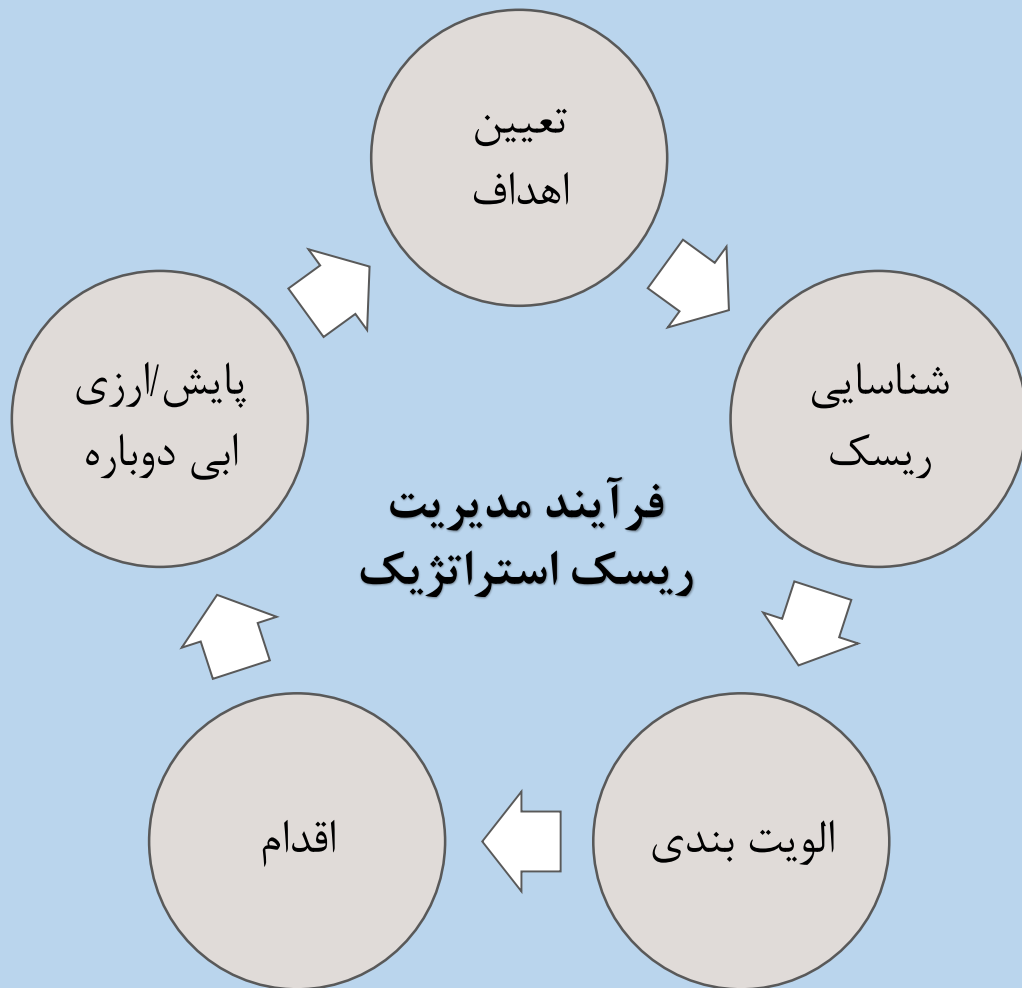 تعیین
اهداف
شناسایی
ریسک
الویت بندی
اقدام
پایش/ارزی
ابی دوباره
فرآیند مدیریت
ریسک استراتژیک